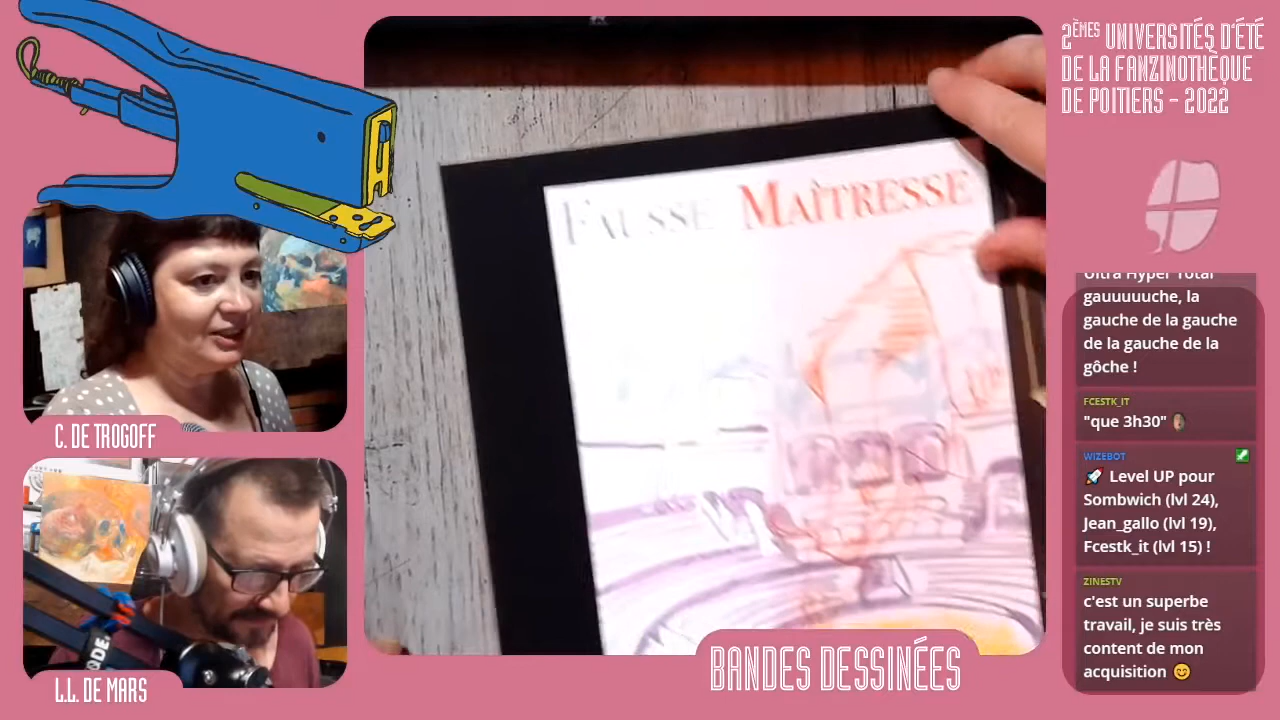 2ÈMES UNIVERSITÉS D'ÉTÉ
DE LA FANZINOTHÈQUE
DE POITIERS - 2022
FAUSSE MAÎTRESSE
C. DE TROGOFF
L.L. DE MARS
BANDES DESSINÉES
Ultra Hyper Total
gauuuuuche, la
gauche de la gauche
de la gauche de la
gôche !
FCESTK_IT
"que 3h30"
WIZEBOT
🚀 Level UP pour
Sombwich (lvl 24),
Jean_gallo (lvl 19),
Fcestk_it (lvl 15) !
ZINESTV
c'est un superbe
travail, je suis très
content de mon
acquisition 😊